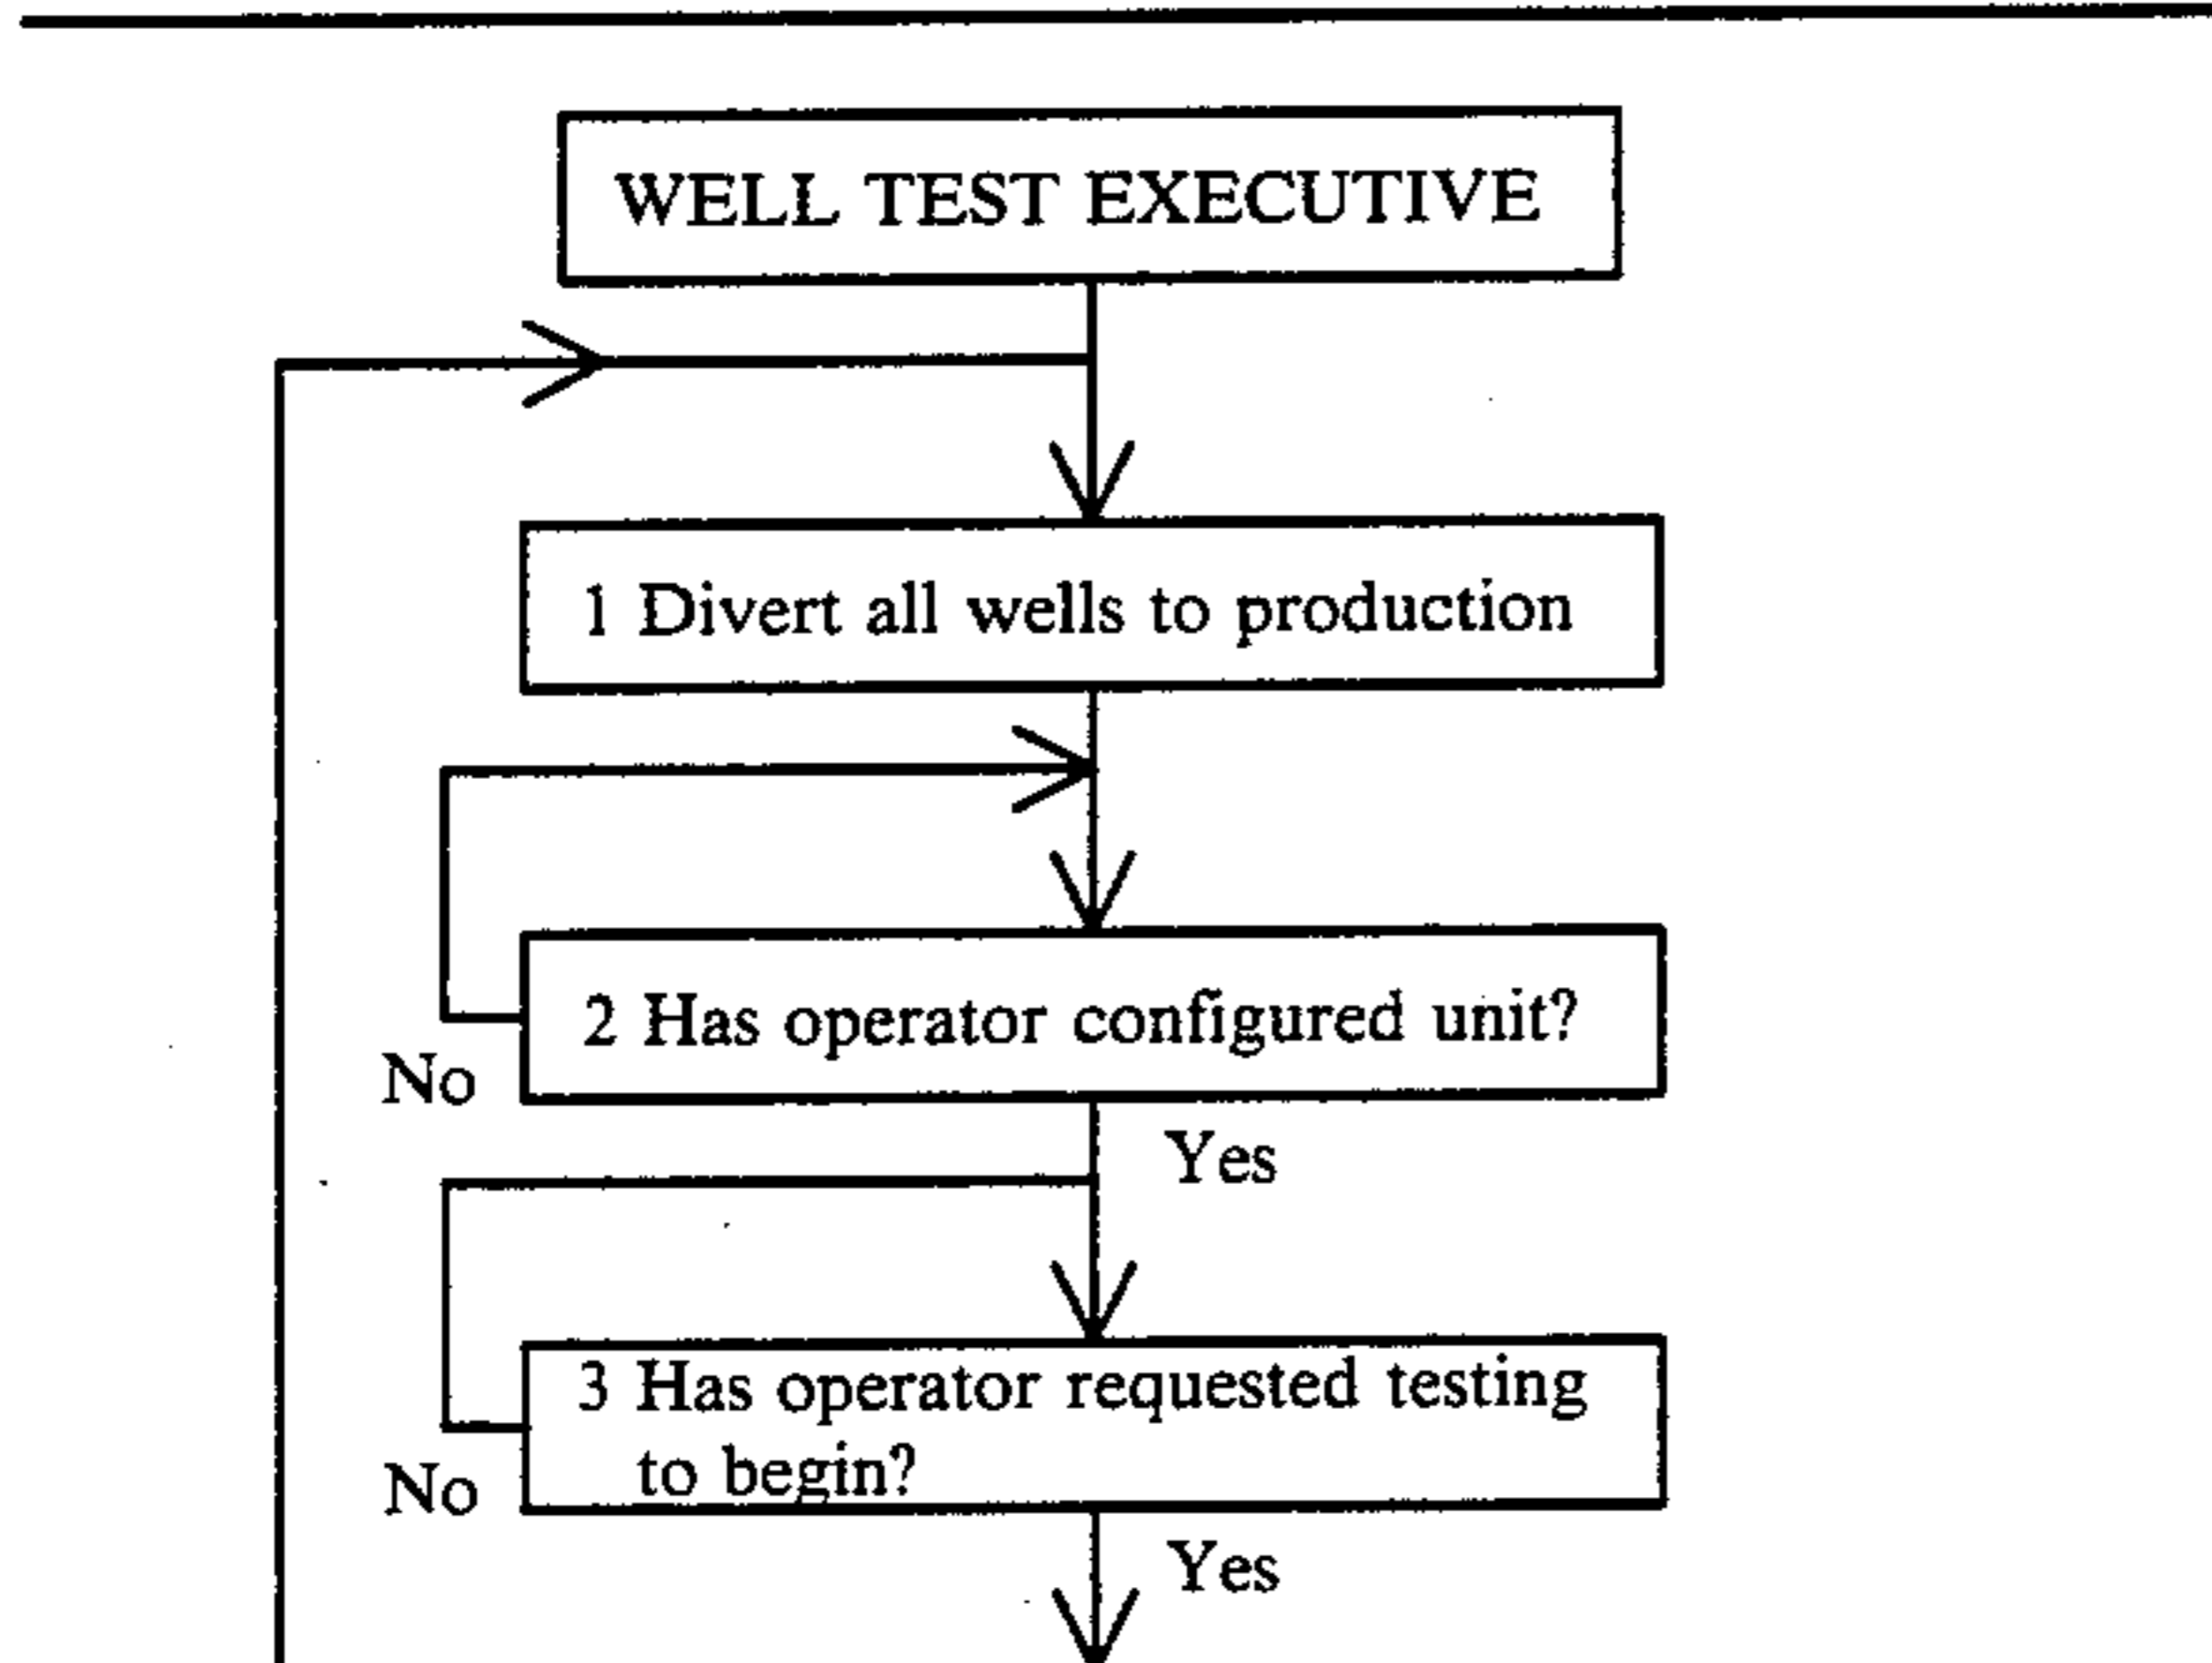 WELL TEST EXECUTIVE
1 Divert all wells to production
2 Has operator configured unit?
No
Yes
3 Has operator requested testing
to begin?
No
Yes